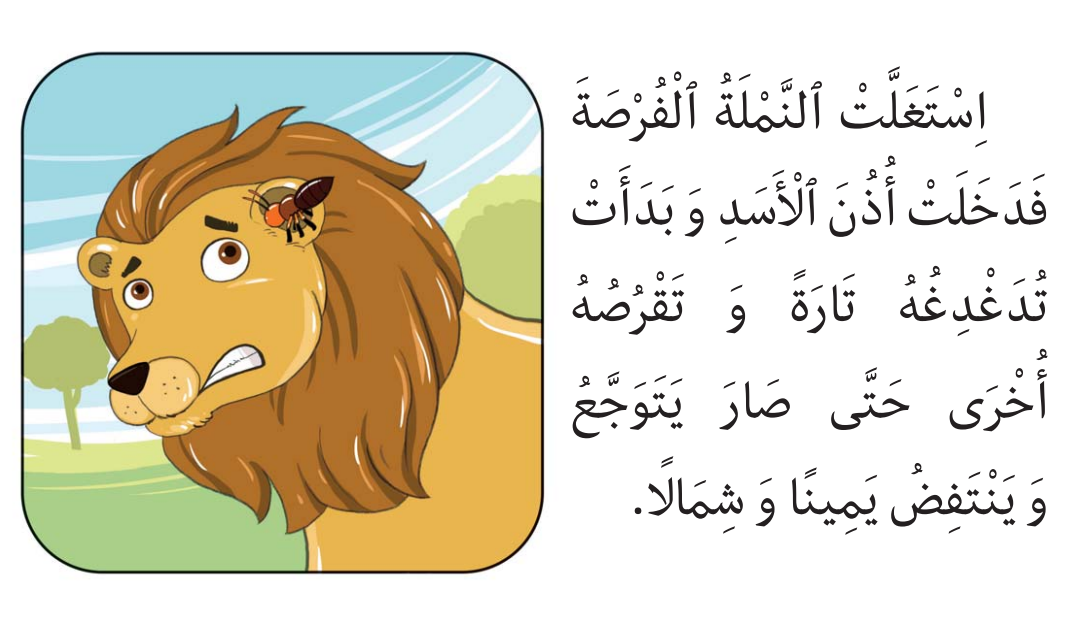 اِسْتَغَلَّتْ ٱلنَّمْلَةُ ٱلْفُرْصَةَ
فَدَخَلَتْ أُذُنَ ٱلْأَسَدِ وَ بَدَأَتْ
تُدَغْدِغُهُ تَارَةً وَ تَقْرُصُهُ
أُخْرَى حَتَّى صَارَ يَتَوَجَّعُ
وَ يَنْتَفِضُ يَمِينًا وَ شِمَالًا.